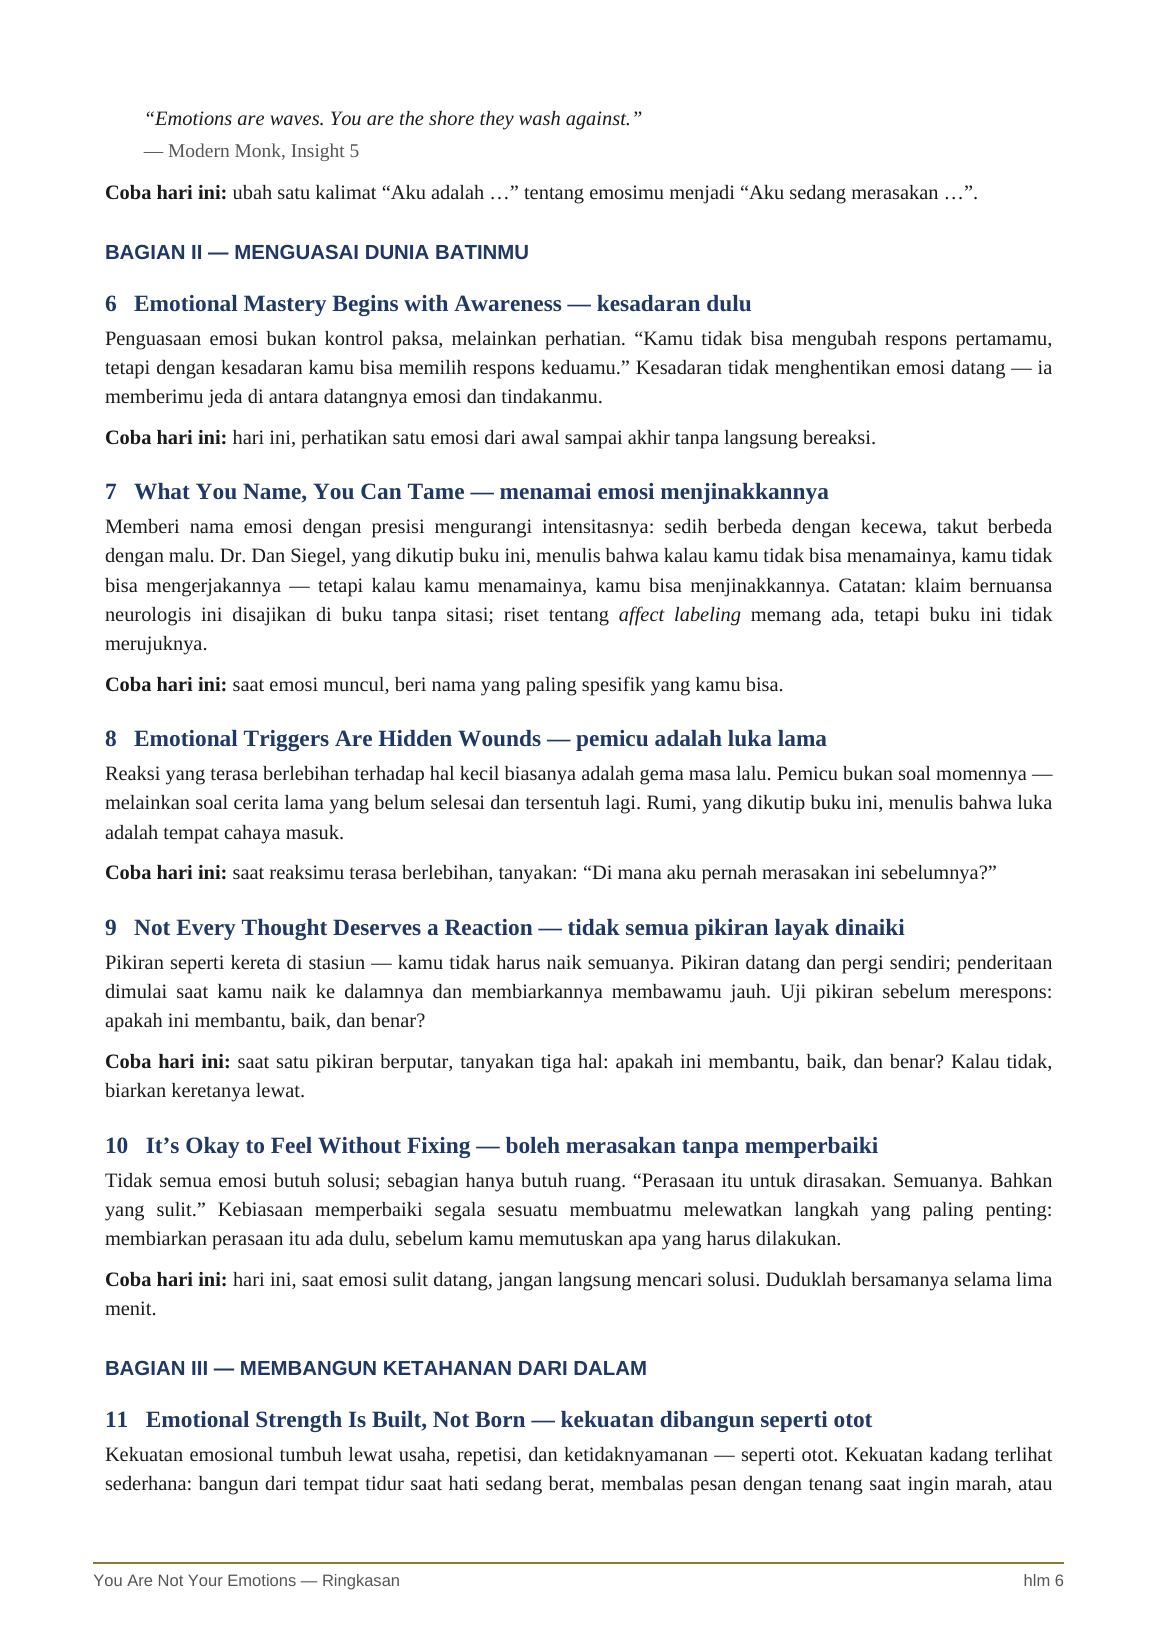 “Emotions are waves. You are the shore they wash against.”
— Modern Monk, Insight 5
Coba hari ini: ubah satu kalimat “Aku adalah …” tentang emosimu menjadi “Aku sedang merasakan …”.
BAGIAN II — MENGUASAI DUNIA BATINMU
6 Emotional Mastery Begins with Awareness — kesadaran dulu
Penguasaan emosi bukan kontrol paksa, melainkan perhatian. “Kamu tidak bisa mengubah respons pertamamu,
tetapi dengan kesadaran kamu bisa memilih respons keduamu.” Kesadaran tidak menghentikan emosi datang — ia
memberimu jeda di antara datangnya emosi dan tindakanmu.
Coba hari ini: hari ini, perhatikan satu emosi dari awal sampai akhir tanpa langsung bereaksi.
7 What You Name, You Can Tame — menamai emosi menjinakkannya
Memberi nama emosi dengan presisi mengurangi intensitasnya: sedih berbeda dengan kecewa, takut berbeda
dengan malu. Dr. Dan Siegel, yang dikutip buku ini, menulis bahwa kalau kamu tidak bisa menamainya, kamu tidak
bisa mengerjakannya — tetapi kalau kamu menamainya, kamu bisa menjinakkannya. Catatan: klaim bernuansa
neurologis ini disajikan di buku tanpa sitasi; riset tentang affect labeling memang ada, tetapi buku ini tidak
merujuknya.
Coba hari ini: saat emosi muncul, beri nama yang paling spesifik yang kamu bisa.
8 Emotional Triggers Are Hidden Wounds — pemicu adalah luka lama
Reaksi yang terasa berlebihan terhadap hal kecil biasanya adalah gema masa lalu. Pemicu bukan soal momennya —
melainkan soal cerita lama yang belum selesai dan tersentuh lagi. Rumi, yang dikutip buku ini, menulis bahwa luka
adalah tempat cahaya masuk.
Coba hari ini: saat reaksimu terasa berlebihan, tanyakan: “Di mana aku pernah merasakan ini sebelumnya?”
9 Not Every Thought Deserves a Reaction — tidak semua pikiran layak dinaiki
Pikiran seperti kereta di stasiun — kamu tidak harus naik semuanya. Pikiran datang dan pergi sendiri; penderitaan
dimulai saat kamu naik ke dalamnya dan membiarkannya membawamu jauh. Uji pikiran sebelum merespons:
apakah ini membantu, baik, dan benar?
Coba hari ini: saat satu pikiran berputar, tanyakan tiga hal: apakah ini membantu, baik, dan benar? Kalau tidak,
biarkan keretanya lewat.
10 It’s Okay to Feel Without Fixing — boleh merasakan tanpa memperbaiki
Tidak semua emosi butuh solusi; sebagian hanya butuh ruang. “Perasaan itu untuk dirasakan. Semuanya. Bahkan
yang sulit.” Kebiasaan memperbaiki segala sesuatu membuatmu melewatkan langkah yang paling penting:
membiarkan perasaan itu ada dulu, sebelum kamu memutuskan apa yang harus dilakukan.
Coba hari ini: hari ini, saat emosi sulit datang, jangan langsung mencari solusi. Duduklah bersamanya selama lima
menit.
BAGIAN III — MEMBANGUN KETAHANAN DARI DALAM
11 Emotional Strength Is Built, Not Born — kekuatan dibangun seperti otot
Kekuatan emosional tumbuh lewat usaha, repetisi, dan ketidaknyamanan — seperti otot. Kekuatan kadang terlihat
sederhana: bangun dari tempat tidur saat hati sedang berat, membalas pesan dengan tenang saat ingin marah, atau
You Are Not Your Emotions — Ringkasan
hlm 6